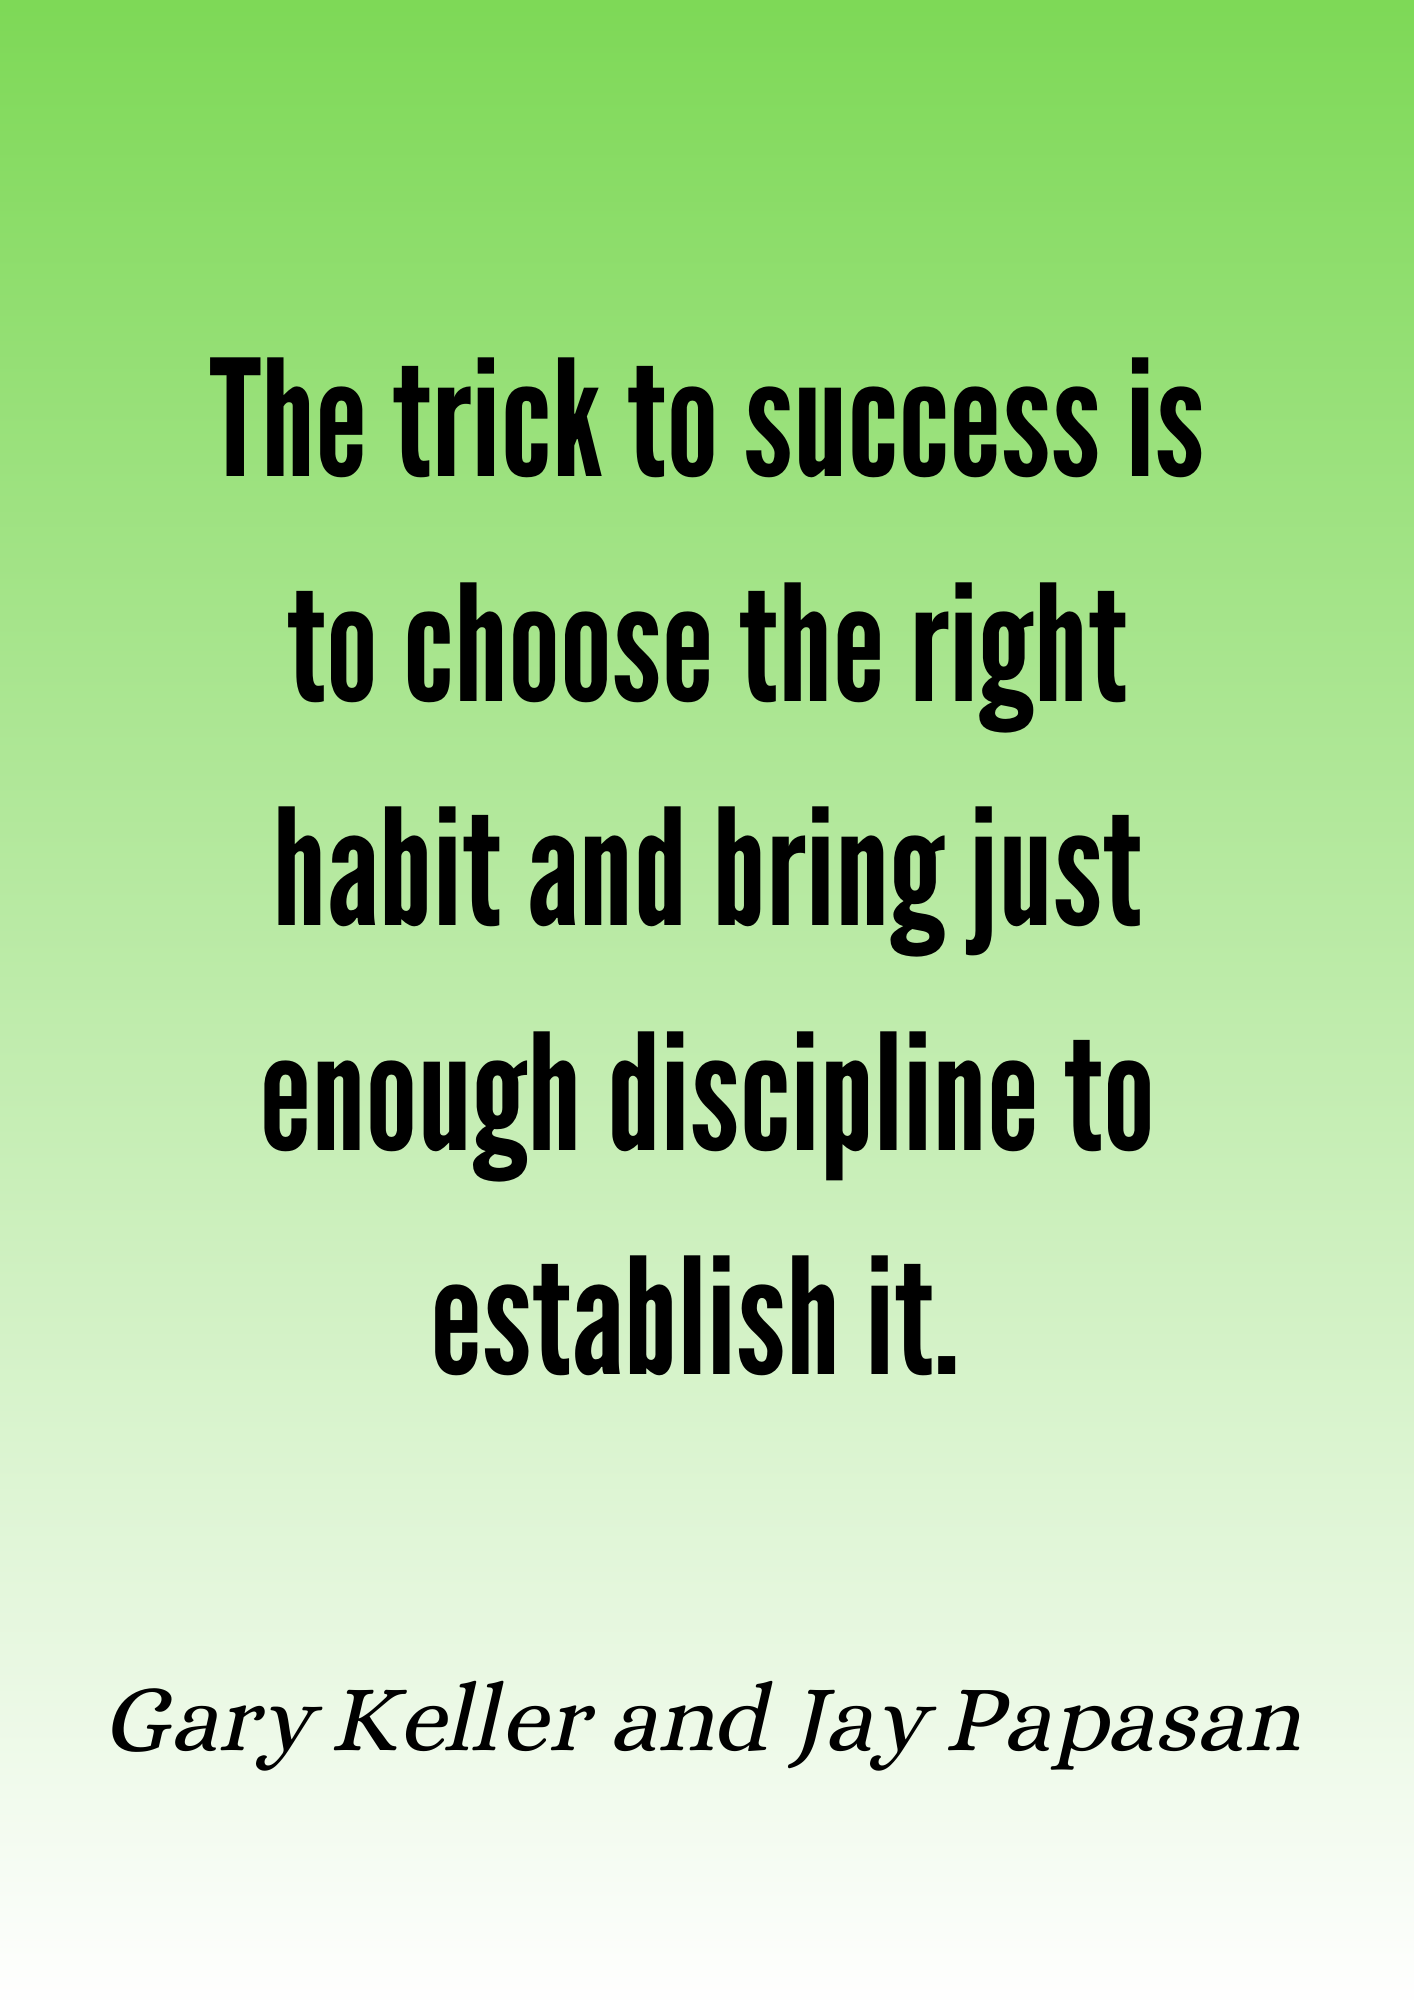 The trick to success is
to choose the right
habit and bring just
enough discipline to
establish it.
Gary Keller and Jay Papasan